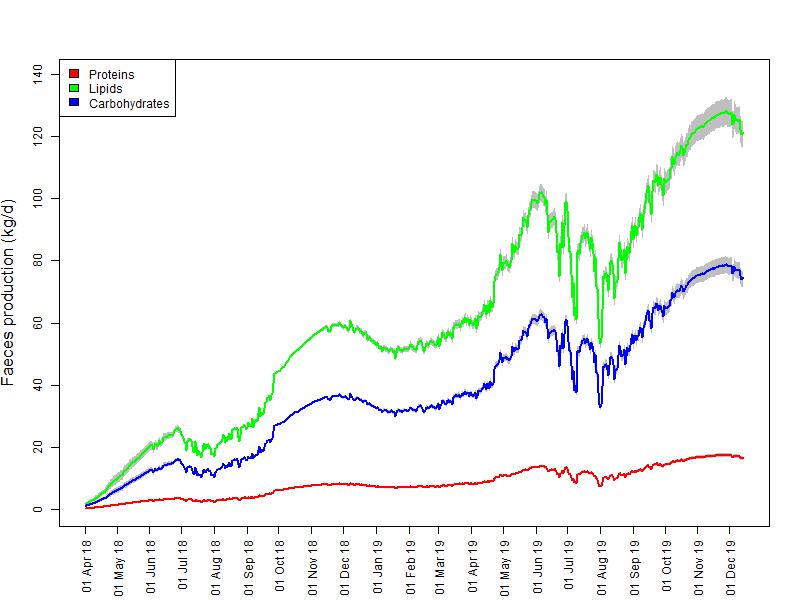 Proteins
Lipids
Carbohydrates
Faeces production (kg/d)
140
120
100
80
60
40
20
0
01 Apr 18
01 May 18
01 Jun 18
01 Jul 18
01 Aug 18
01 Sep 18
01 Oct 18
01 Nov 18
01 Dec 18
01 Jan 19
01 Feb 19
01 Mar 19
01 Apr 19
01 May 19
01 Jun 19
01 Jul 19
01 Aug 19
01 Sep 19
01 Oct 19
01 Nov 19
01 Dec 19